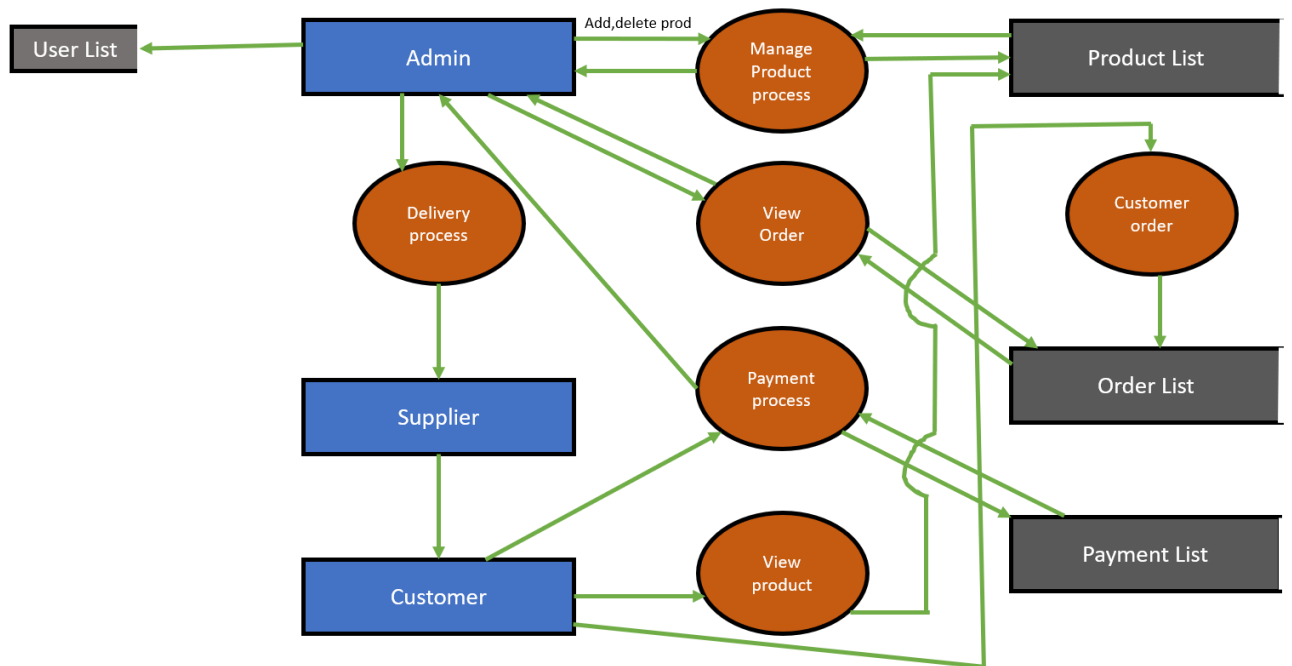 Add,delete prod
User List
Admin
Manage
Product
process
Product List
Delivery
process
View
Order
Customer
order
Supplier
Payment
process
Order List
Customer
View
product
Payment List